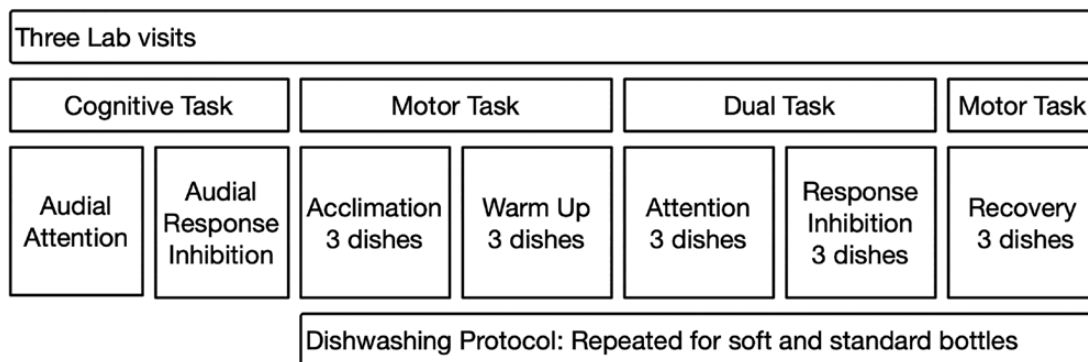 Three Lab visits
Cognitive Task
Motor Task
Dual Task
Motor Task
Audial
Attention
Audial
Response
Inhibition
Acclimation
3 dishes
Warm Up
3 dishes
Attention
3 dishes
Response
Inhibition
3 dishes
Recovery
3 dishes
Dishwashing Protocol: Repeated for soft and standard bottles